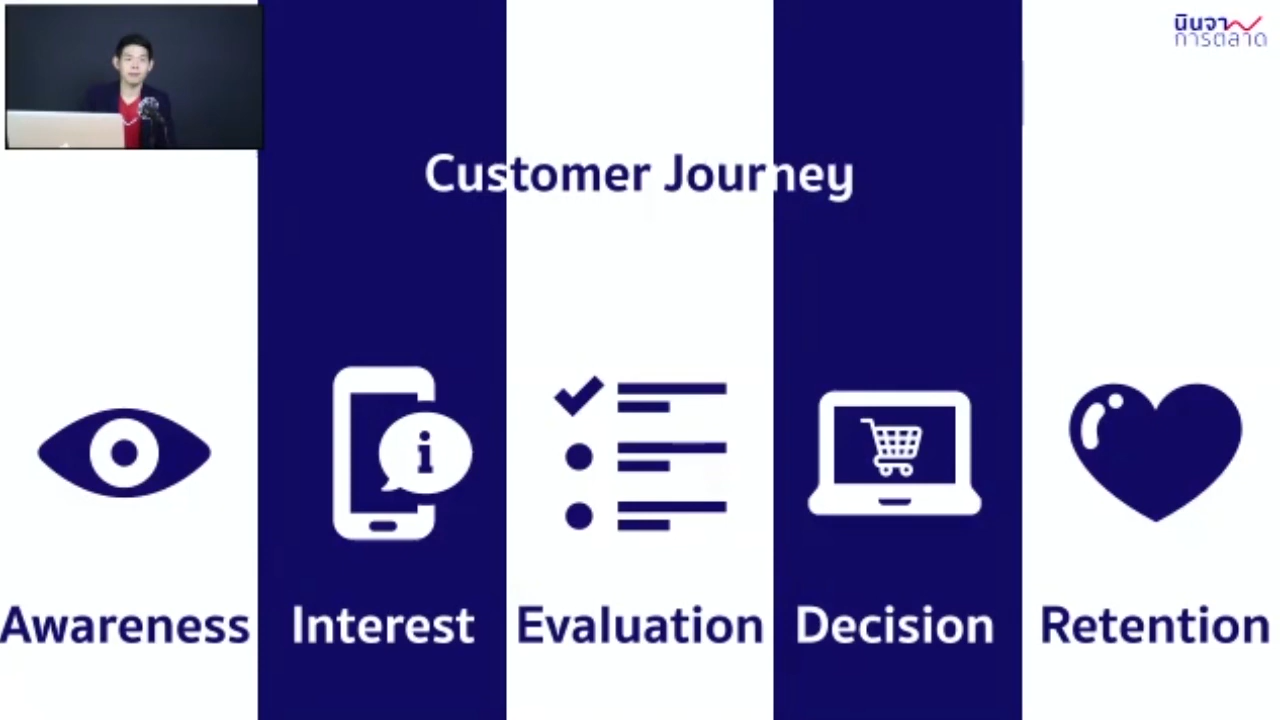 นินจา
การตลาด
Customer Journey
i
Awareness Interest Evaluation Decision Retention